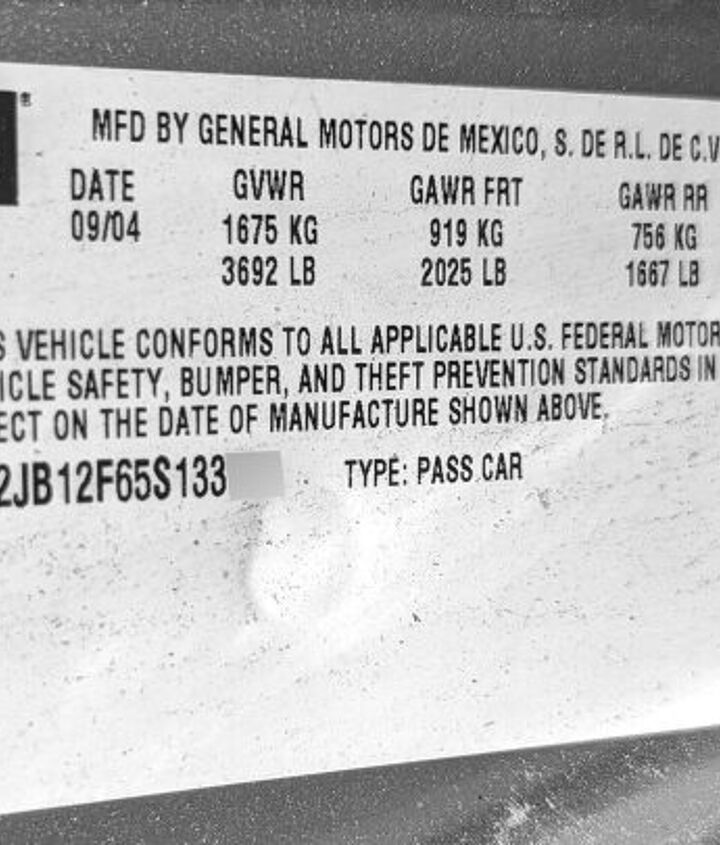 ®
MFD BY GENERAL MOTORS DE MEXICO, S. DE R.L. DE C.V
DATE GVWR GAWR FRT GAWR RR
09/04 1675 KG 919 KG 756 KG
3692 LB 2025 LB 1667 LB
S VEHICLE CONFORMS TO ALL APPLICABLE U.S. FEDERAL MOTOR
ICLE SAFETY, BUMPER, AND THEFT PREVENTION STANDARDS IN
ECT ON THE DATE OF MANUFACTURE SHOWN ABOVE.
2JB12F65S133 TYPE: PASS CAR